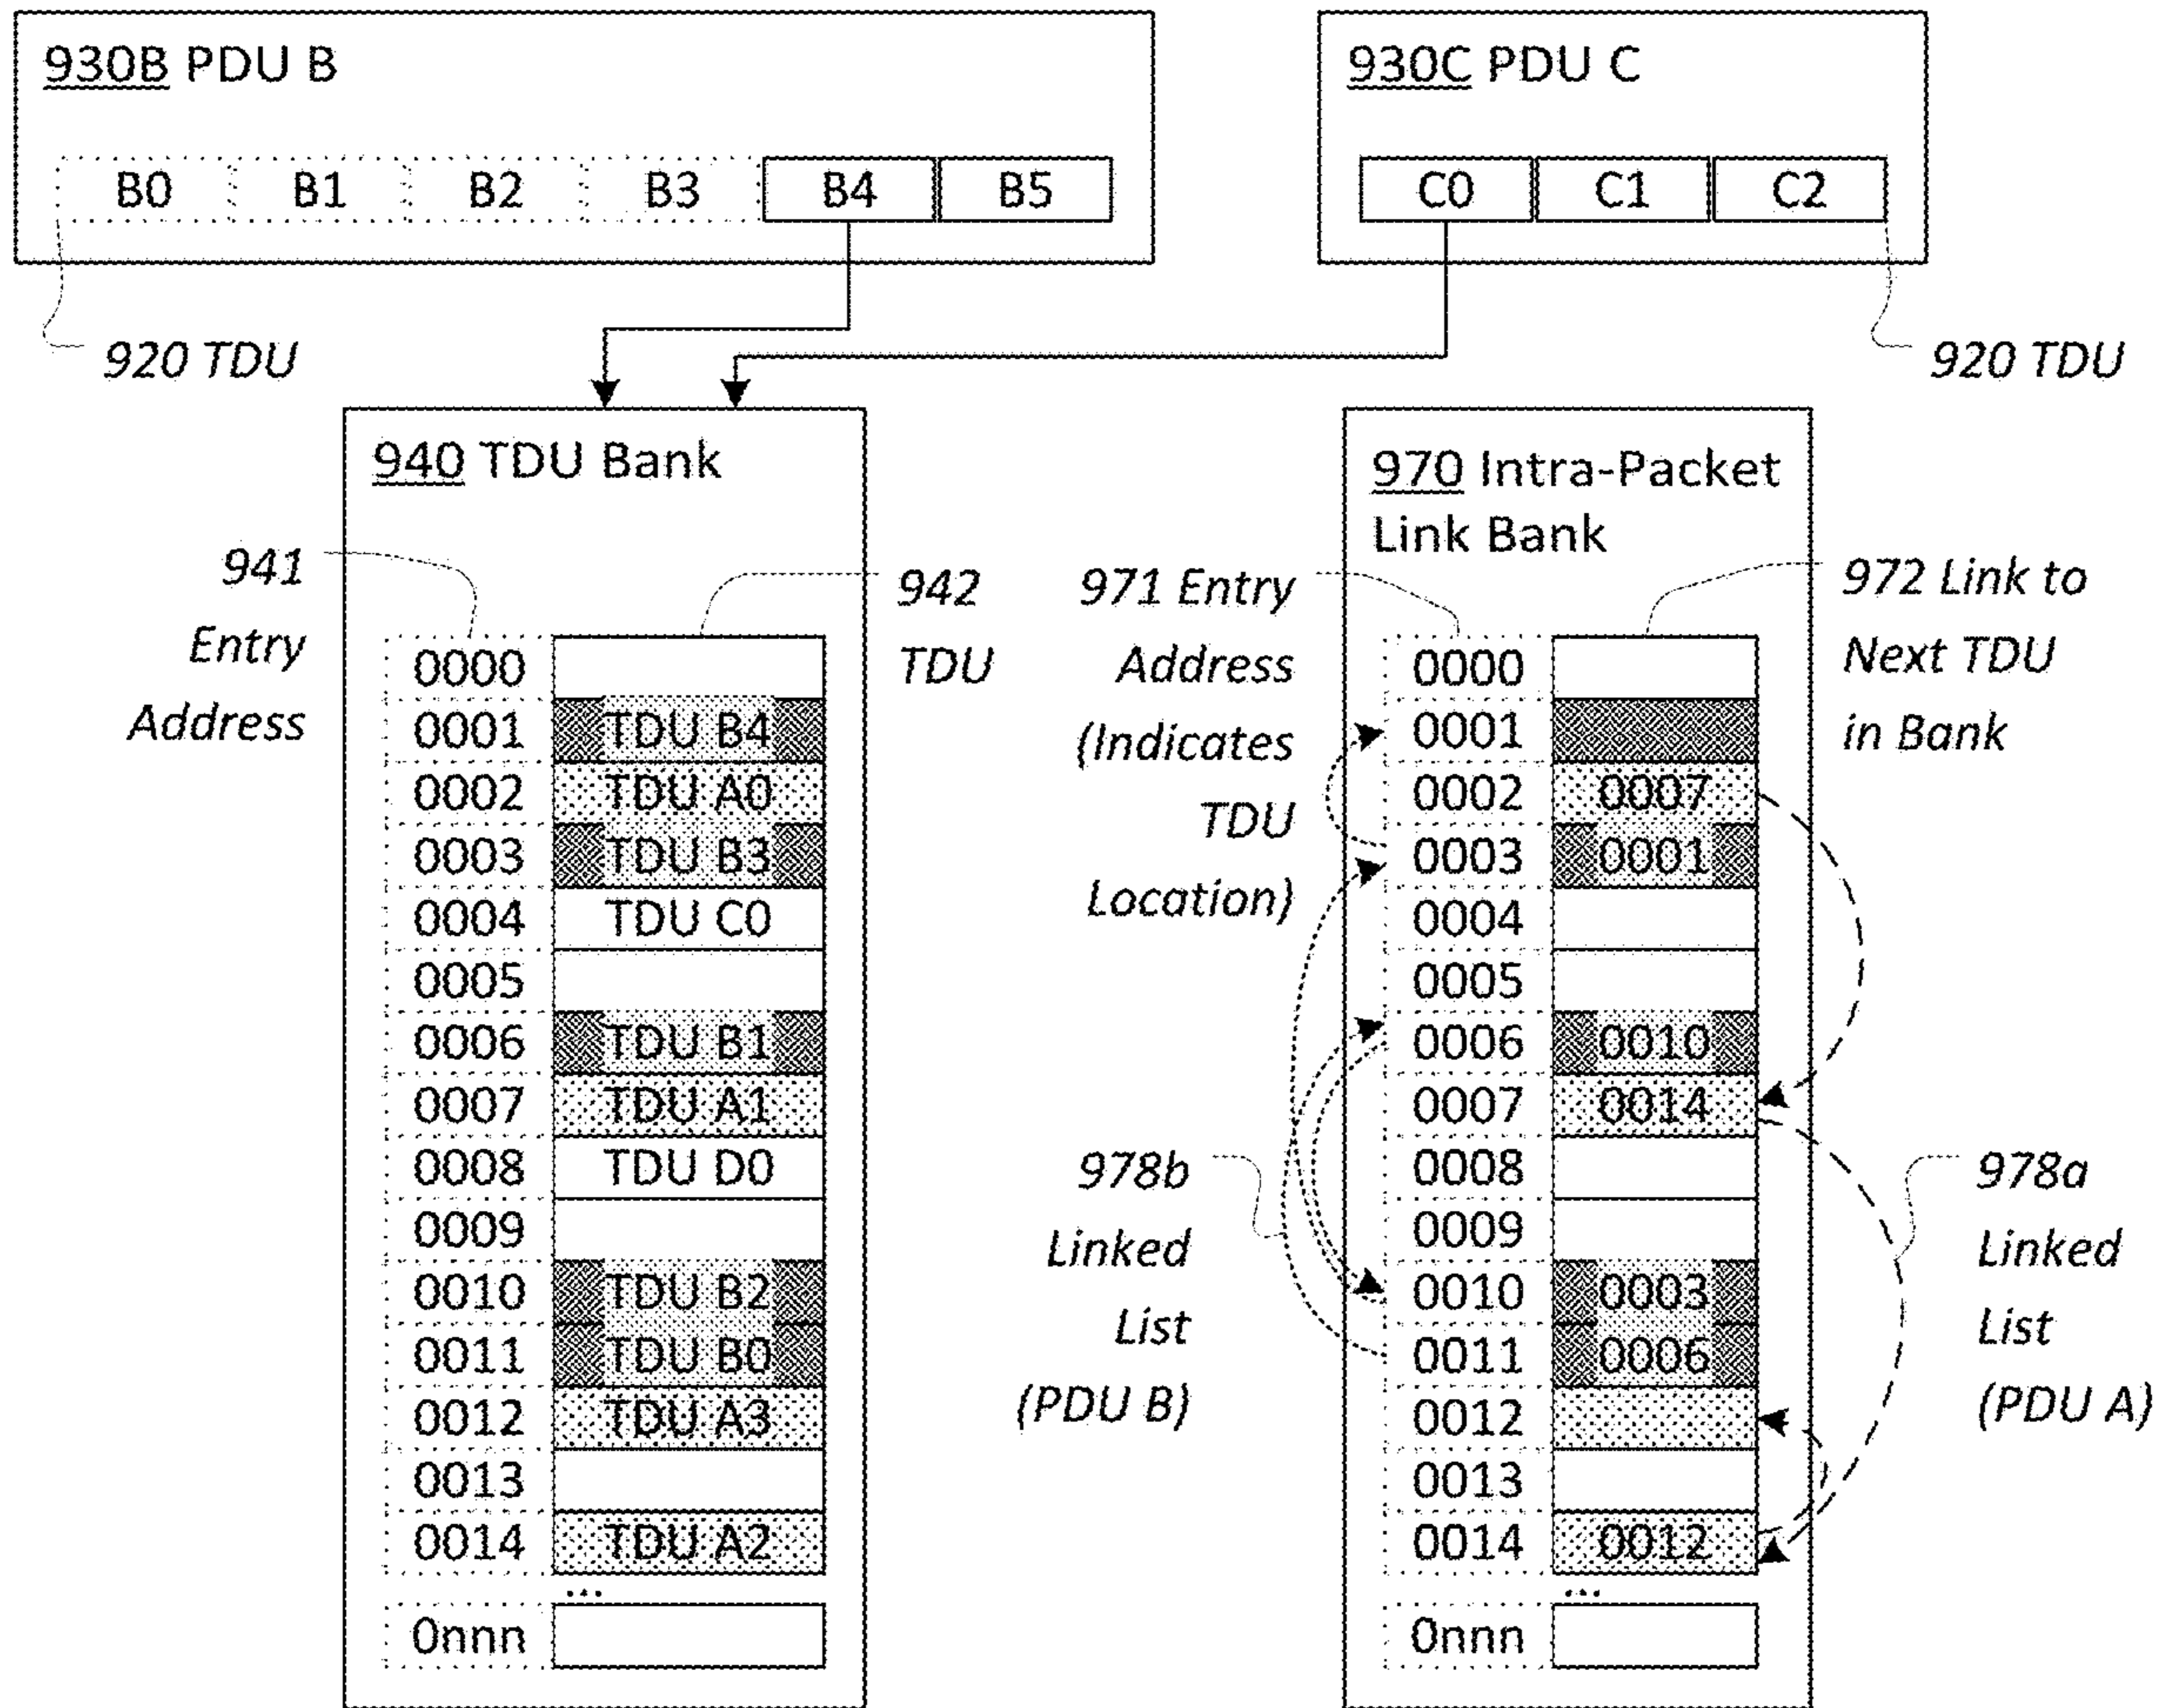 930B PDU B
B0 B1 B2 B3 B4 B5
930C PDU C
C0 C1 C2
920 TDU
920 TDU
940 TDU Bank
941
Entry
Address
942
TDU
0000
0001 TDU B4
0002 TDU A0
0003 TDU B3
0004 TDU C0
0005
0006 TDU B1
0007 TDU A1
0008 TDU D0
0009
0010 TDU B2
0011 TDU B0
0012 TDU A3
0013
0014 TDU A2
...
0nnn
970 Intra-Packet
Link Bank
971 Entry
Address
(Indicates
TDU
Location)
972 Link to
Next TDU
in Bank
0000
0001
0002 0007
0003 0001
0004
0005
0006 0010
0007 0014
0008
0009
0010 0003
0011 0006
0012
0013
0014 0012
...
0nnn
978b
Linked
List
(PDU B)
978a
Linked
List
(PDU A)